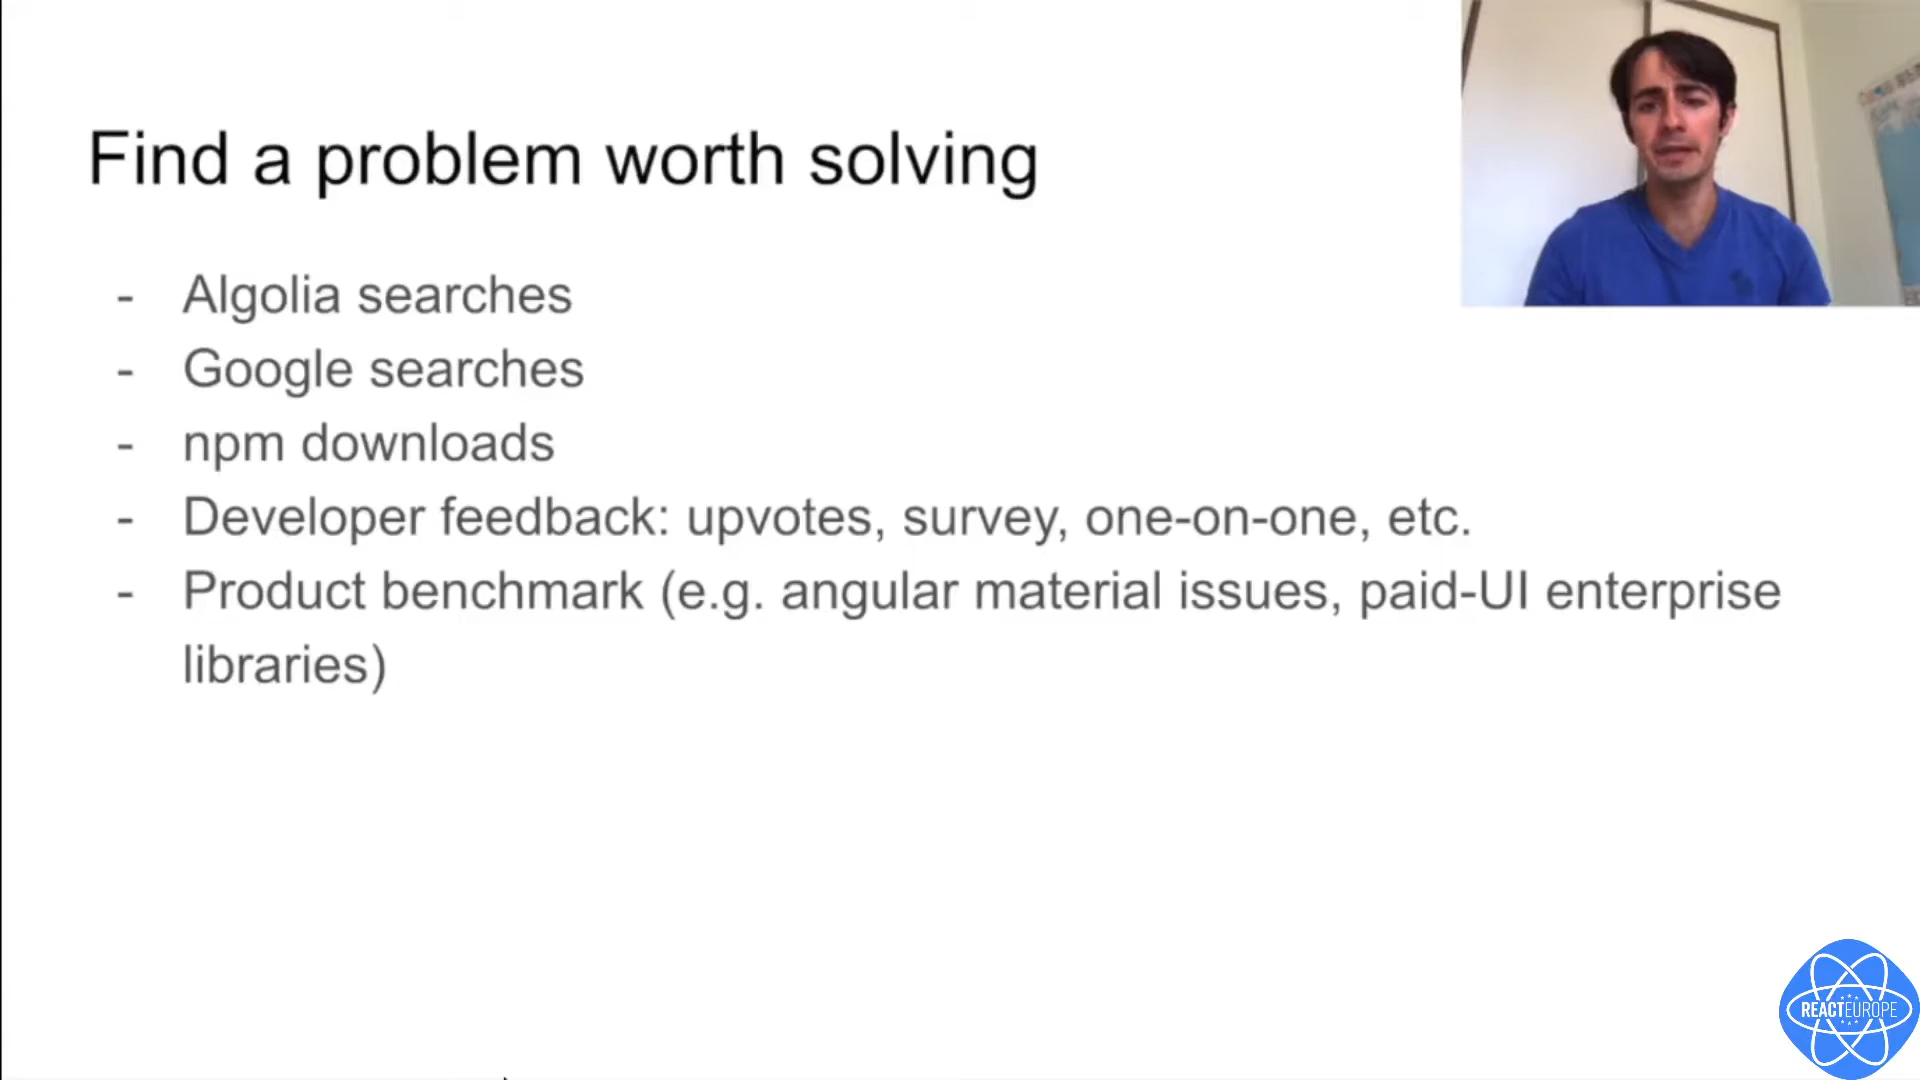 Find a problem worth solving
- Algolia searches
- Google searches
- npm downloads
- Developer feedback: upvotes, survey, one-on-one, etc.
- Product benchmark (e.g. angular material issues, paid-UI enterprise
libraries)
REACTEUROPE